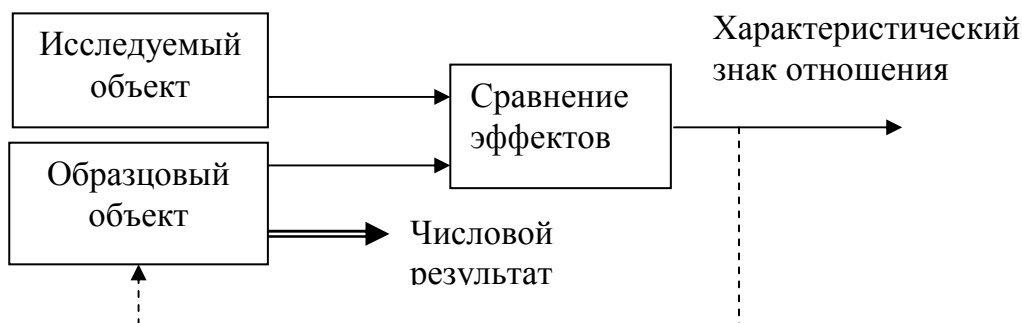 Исследуемый
объект
Образцовый
объект
Сравнение
эффектов
Характеристический
знак отношения
Числовой
результат